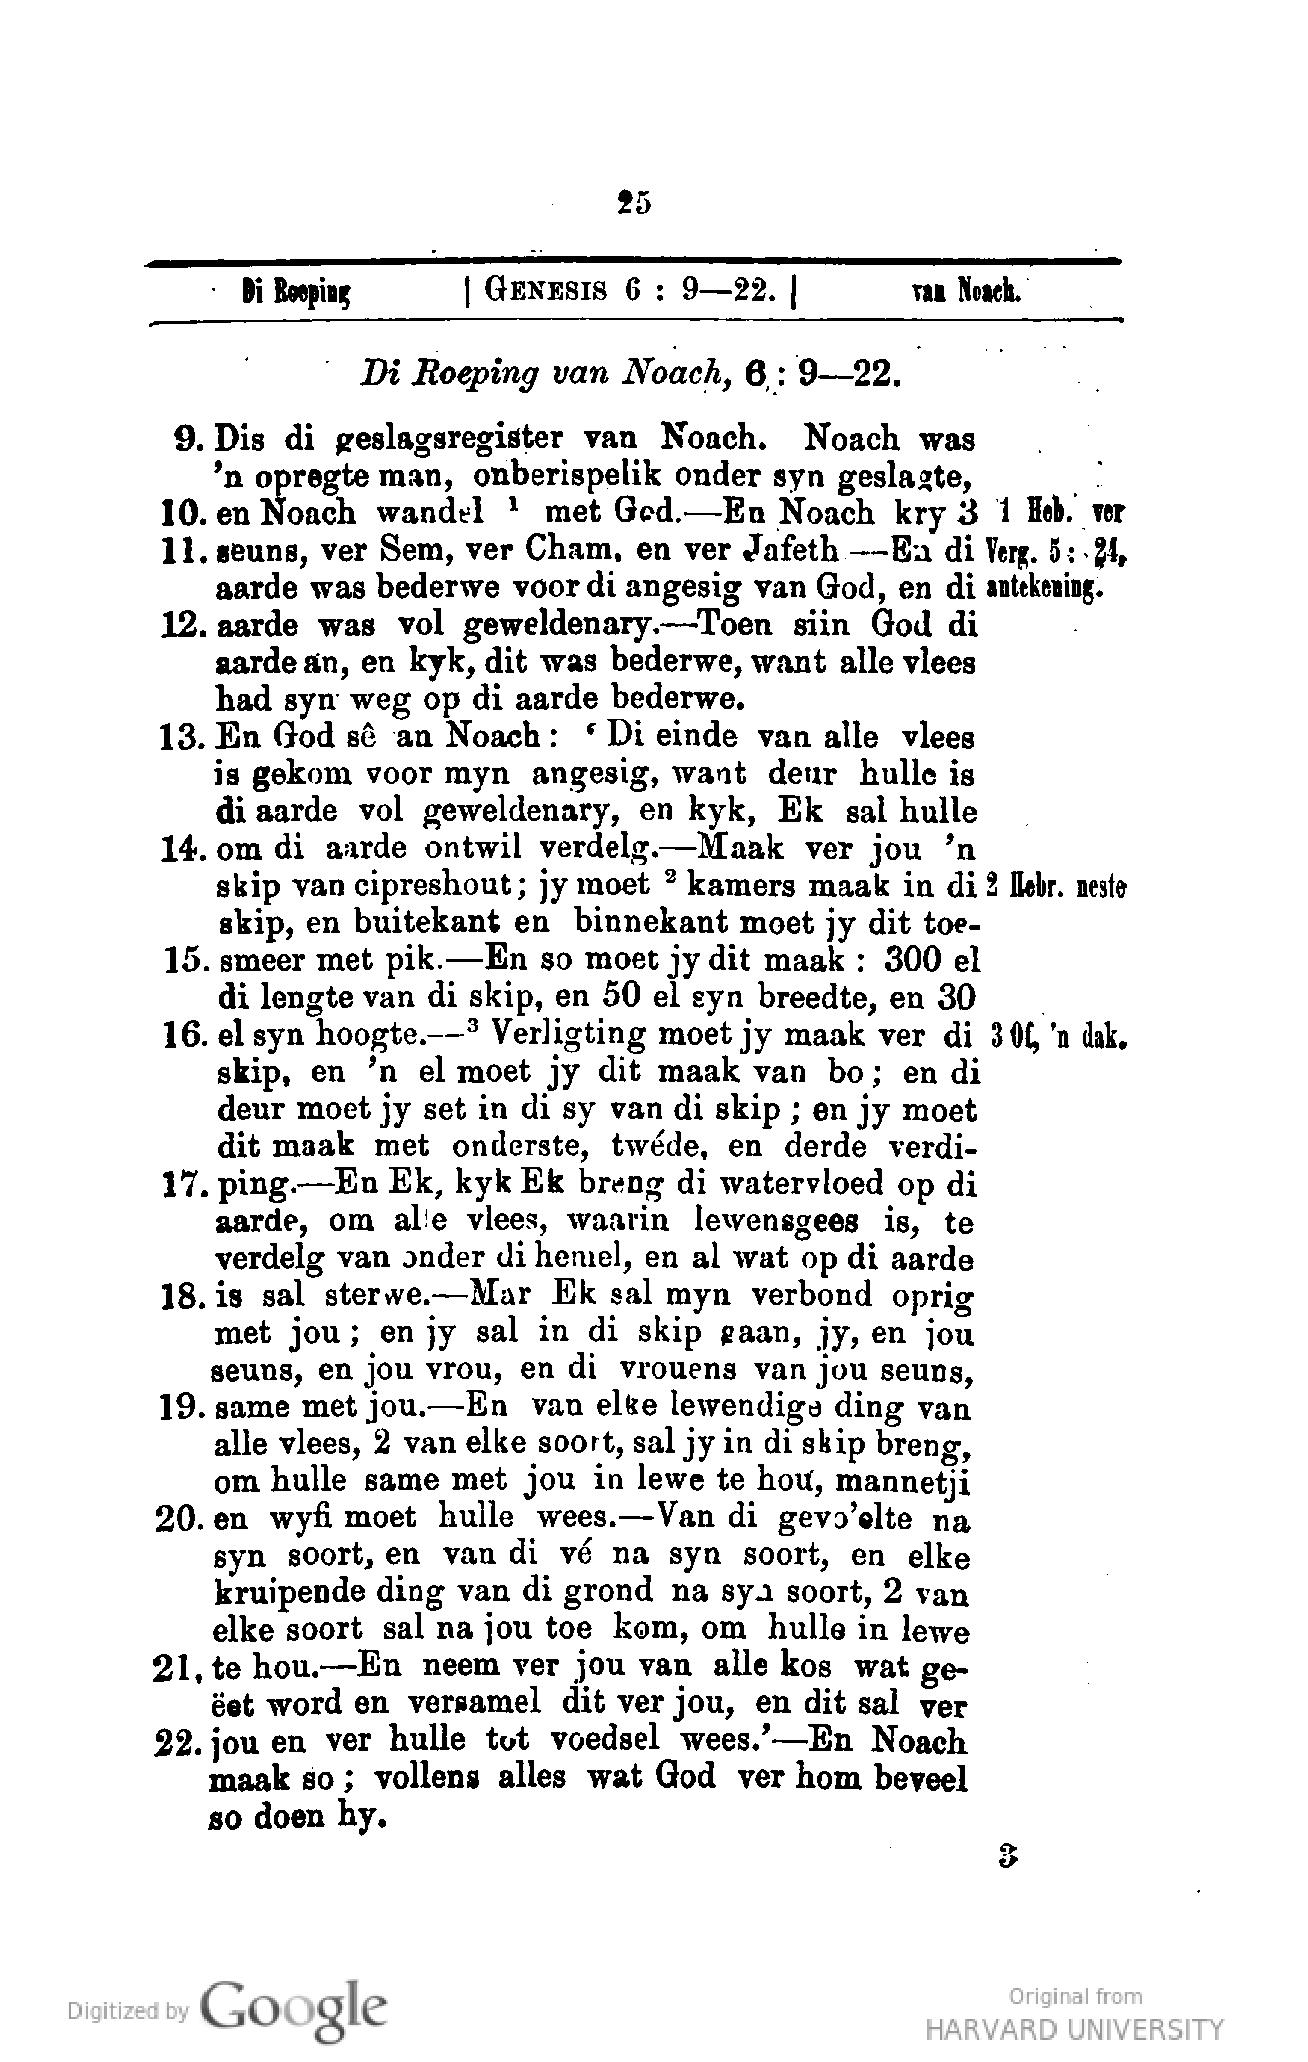 25
Di Roeping | GENESIS 6 : 9—22. | van Noach.
Di Roeping van Noach, 6 : 9—22.
9. Dis di geslagsregister van Noach. Noach was
’n opregte man, onberispelik onder syn geslagte,
10. en Noach wandel ¹ met God.—En Noach kry 3 1 Heb. ver
11. seuns, ver Sem, ver Cham, en ver Jafeth—En di Verg. 5 : 24,
aarde was bederwe voor di angesig van God, en di antekening.
12. aarde was vol geweldenary.—Toen siin God di
aarde an, en kyk, dit was bederwe, want alle vlees
had syn weg op di aarde bederwe.
13. En God sê an Noach : ‘ Di einde van alle vlees
is gekom voor myn angesig, want deur hulle is
di aarde vol geweldenary, en kyk, Ek sal hulle
14. om di aarde ontwil verdelg.—Maak ver jou ’n
skip van cipreshout; jy moet ² kamers maak in di 2 Hebr. neste
skip, en buitekant en binnekant moet jy dit toe-
15. smeer met pik.—En so moet jy dit maak : 300 el
di lengte van di skip, en 50 el syn breedte, en 30
16. el syn hoogte.—³ Verligting moet jy maak ver di 3 Of, ’n dak.
skip, en ’n el moet jy dit maak van bo ; en di
deur moet jy set in di sy van di skip ; en jy moet
dit maak met onderste, twéde, en derde verdi-
17. ping.—En Ek, kyk Ek breng di watervloed op di
aarde, om alle vlees, waarin lewensgees is, te
verdelg van onder di hemel, en al wat op di aarde
18. is sal sterwe.—Mar Ek sal myn verbond oprig
met jou ; en jy sal in di skip gaan, jy, en jou
seuns, en jou vrou, en di vrouens van jou seuns,
19. same met jou.—En van elke lewendige ding van
alle vlees, 2 van elke soort, sal jy in di skip breng,
om hulle same met jou in lewe te hou, mannetji
20. en wyfi moet hulle wees.—Van di gevo’elte na
syn soort, en van di vé na syn soort, en elke
kruipende ding van di grond na syn soort, 2 van
elke soort sal na jou toe kom, om hulle in lewe
21. te hou.—En neem ver jou van alle kos wat ge-
ëet word en versamel dit ver jou, en dit sal ver
22. jou en ver hulle tot voedsel wees.’—En Noach
maak so ; vollens alles wat God ver hom beveel
so doen hy.
3
Digitized by Google
Original from
HARVARD UNIVERSITY